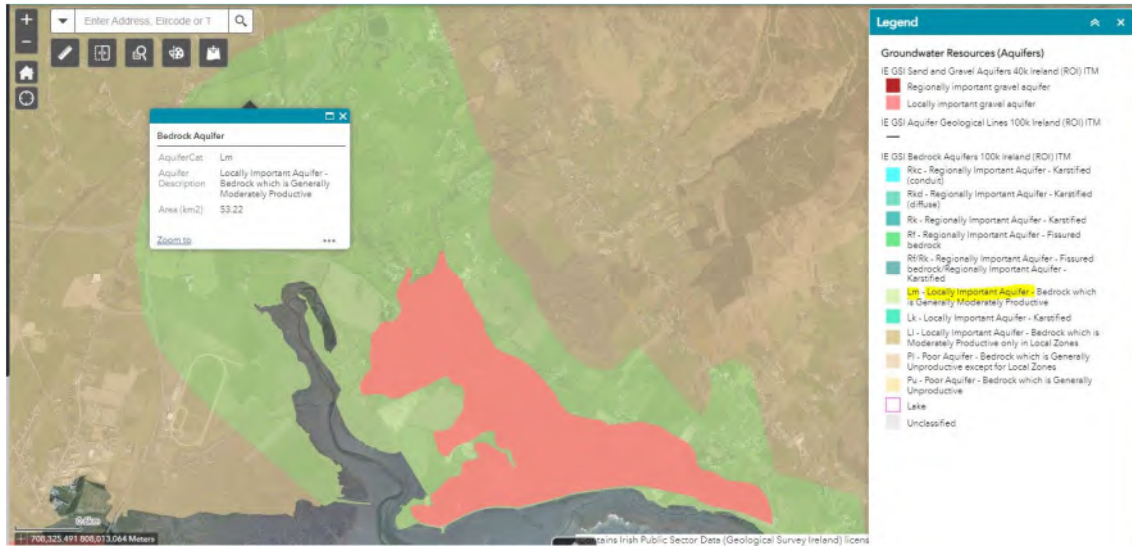 +
−
Enter Address, Eircode or T
Bedrock Aquifer
AquiferCat Lm
Aquifer Locally Important Aquifer -
Description Bedrock which is Generally
Moderately Productive
Area (km2) 53.22
Zoom to
...
0.6km
708,325.491 808,013.064 Meters
tains Irish Public Sector Data (Geological Survey Ireland) licens
Legend
Groundwater Resources (Aquifers)
IE GSI Sand and Gravel Aquifers 40k Ireland (ROI) ITM
Regionally important gravel aquifer
Locally important gravel aquifer
IE GSI Aquifer Geological Lines 100k Ireland (ROI) ITM
IE GSI Bedrock Aquifers 100k Ireland (ROI) ITM
Rkc - Regionally Important Aquifer - Karstified
(conduit)
Rkd - Regionally Important Aquifer - Karstified
(diffuse)
Rk - Regionally Important Aquifer - Karstified
Rf - Regionally Important Aquifer - Fissured
bedrock
Rf/Rk - Regionally Important Aquifer - Fissured
bedrock/Regionally Important Aquifer -
Karstified
Lm - Locally Important Aquifer - Bedrock which
is Generally Moderately Productive
Lk - Locally Important Aquifer - Karstified
Ll - Locally Important Aquifer - Bedrock which is
Moderately Productive only in Local Zones
Pl - Poor Aquifer - Bedrock which is Generally
Unproductive except for Local Zones
Pu - Poor Aquifer - Bedrock which is Generally
Unproductive
Lake
Unclassified